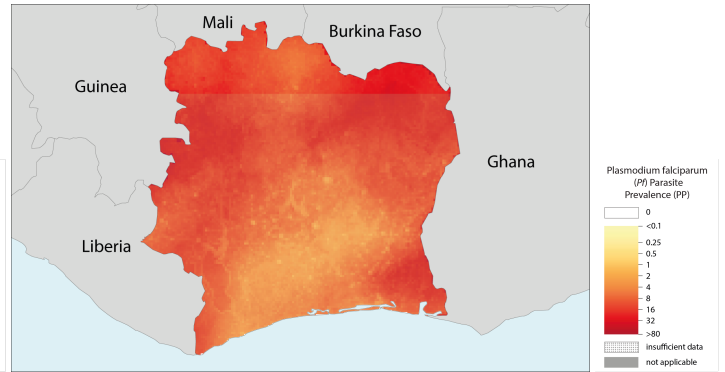 Mali
Burkina Faso
Guinea
Ghana
Liberia
Plasmodium falciparum
(Pf) Parasite
Prevalence (PP)
0
<0.1
0.25
0.5
1
2
4
8
16
32
>80
insufficient data
not applicable